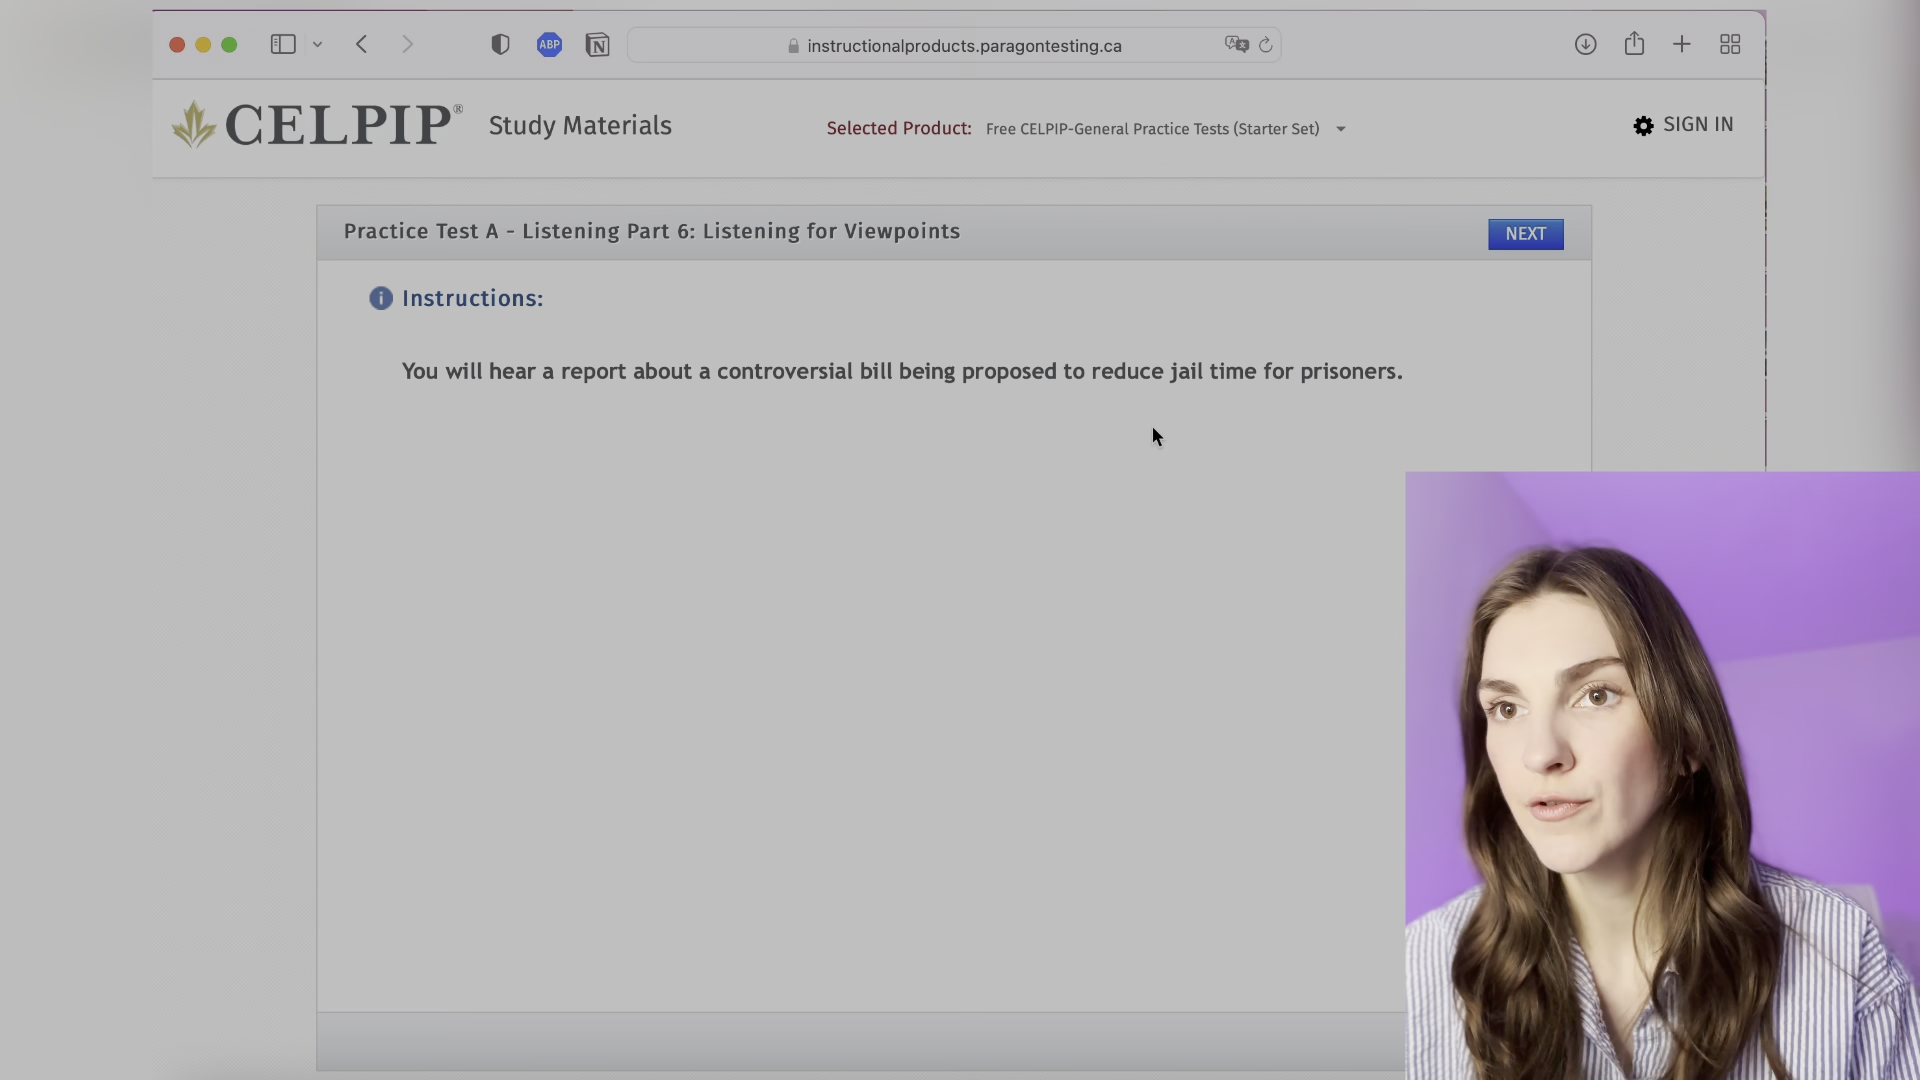 ABP
instructionalproducts.paragontesting.ca
CELPIP®
Study Materials
Selected Product: Free CELPIP-General Practice Tests (Starter Set)
SIGN IN
Practice Test A - Listening Part 6: Listening for Viewpoints
NEXT
Instructions:
You will hear a report about a controversial bill being proposed to reduce jail time for prisoners.